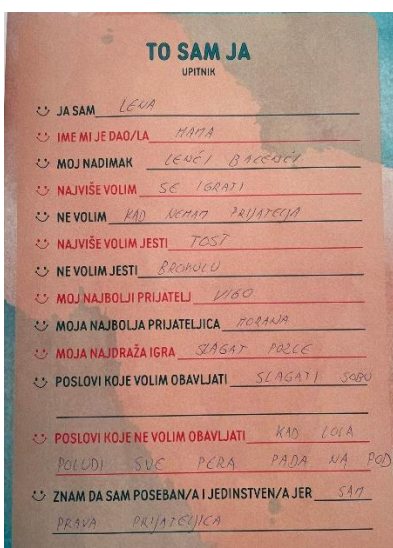 TO SAM JA
UPITNIK
JA SAM LENA
IME MI JE DAO/LA MAMA
MOJ NADIMAK LENČI BALENČI
NAJVIŠE VOLIM SE IGRATI
NE VOLIM KAD NEMAM PRIJATELJA
NAJVIŠE VOLIM JESTI TOST
NE VOLIM JESTI BROKULU
MOJ NAJBOLJI PRIJATELJ VIGO
MOJA NAJBOLJA PRIJATELJICA MORANA
MOJA NAJDRAŽA IGRA SLAGAT PUZLE
POSLOVI KOJE VOLIM OBAVLJATI SLAGATI SOBU
POSLOVI KOJE NE VOLIM OBAVLJATI KAD LOLA
POLUDI SVE PERA PADA NA POD
ZNAM DA SAM POSEBAN/A I JEDINSTVEN/A JER SAM
PRAVA PRIJATELJICA